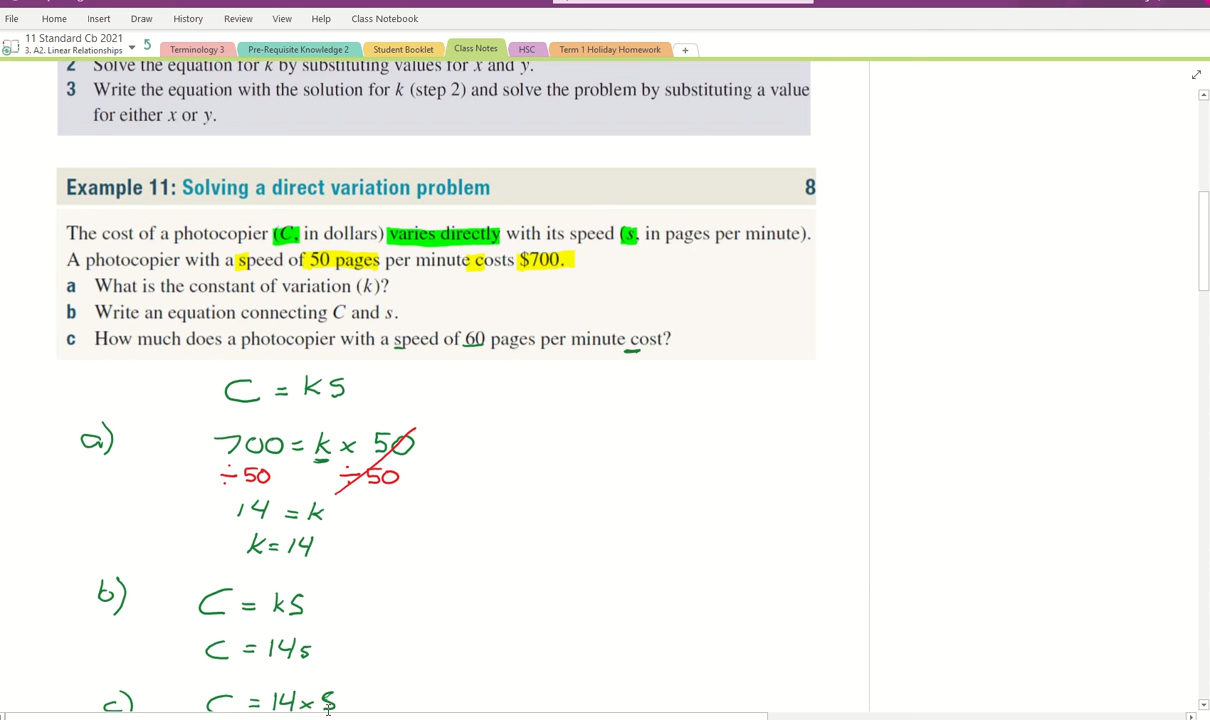 File Home Insert Draw History Review View Help Class Notebook
11 Standard Cb 2021
3. A2. Linear Relationships
Terminology 3 Pre-Requisite Knowledge 2 Student Booklet Class Notes HSC Term 1 Holiday Homework +
2 Solve the equation for k by substituting values for x and y.
3 Write the equation with the solution for k (step 2) and solve the problem by substituting a value
for either x or y.
Example 11: Solving a direct variation problem 8
The cost of a photocopier (C, in dollars) varies directly with its speed (s, in pages per minute).
A photocopier with a speed of 50 pages per minute costs $700.
a What is the constant of variation (k)?
b Write an equation connecting C and s.
c How much does a photocopier with a speed of 60 pages per minute cost?
C = ks
a) 700 = k × 50
÷50 ÷50
14 = k
k = 14
b) C = ks
C = 14s
c) C = 14 × s